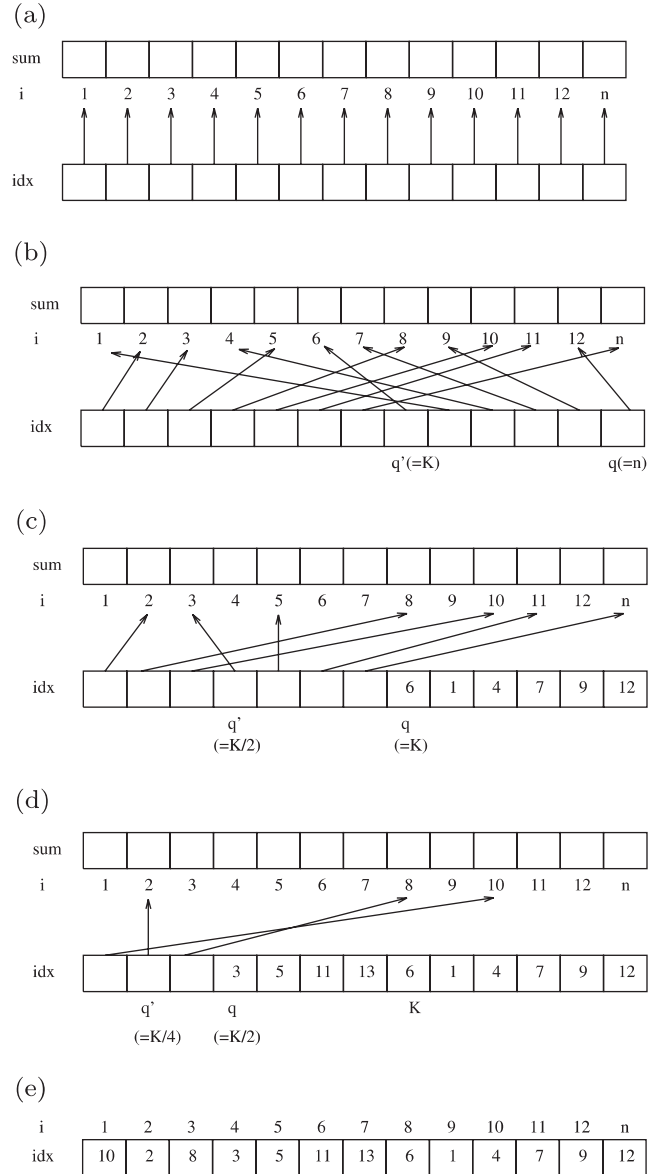 (a)
sum
i 1 2 3 4 5 6 7 8 9 10 11 12 n
idx
(b)
sum
i 1 2 3 4 5 6 7 8 9 10 11 12 n
idx
q'(=K) q(=n)
(c)
sum
i 1 2 3 4 5 6 7 8 9 10 11 12 n
idx 6 1 4 7 9 12
q' q
(=K/2) (=K)
(d)
sum
i 1 2 3 4 5 6 7 8 9 10 11 12 n
idx 3 5 11 13 6 1 4 7 9 12
q' q K
(=K/4) (=K/2)
(e)
i 1 2 3 4 5 6 7 8 9 10 11 12 n
idx 10 2 8 3 5 11 13 6 1 4 7 9 12